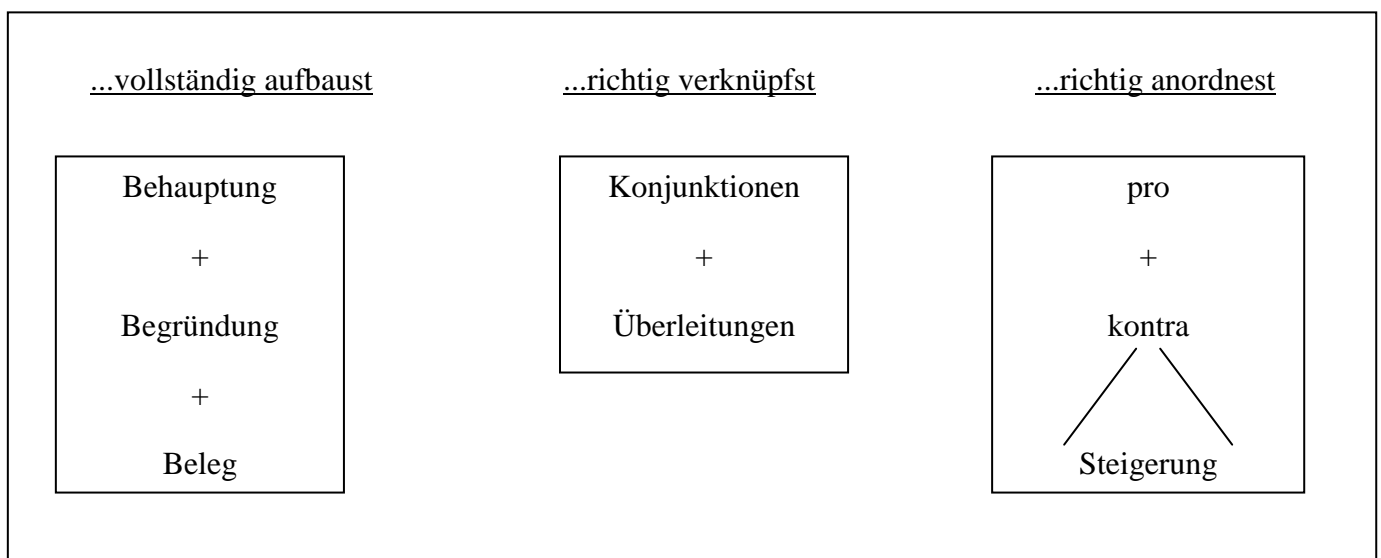 ...vollständig aufbaust
...richtig verknüpfst
...richtig anordnest
Behauptung
+
Begründung
+
Beleg
Konjunktionen
+
Überleitungen
pro
+
kontra
Steigerung